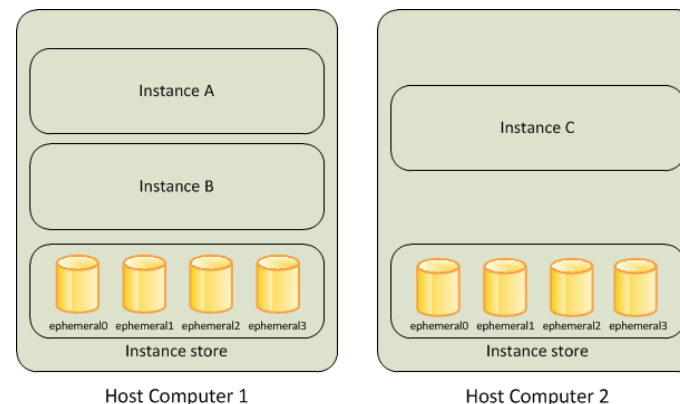 Instance A
Instance B
ephemeral0 ephemeral1 ephemeral2 ephemeral3
Instance store
Host Computer 1
Instance C
ephemeral0 ephemeral1 ephemeral2 ephemeral3
Instance store
Host Computer 2